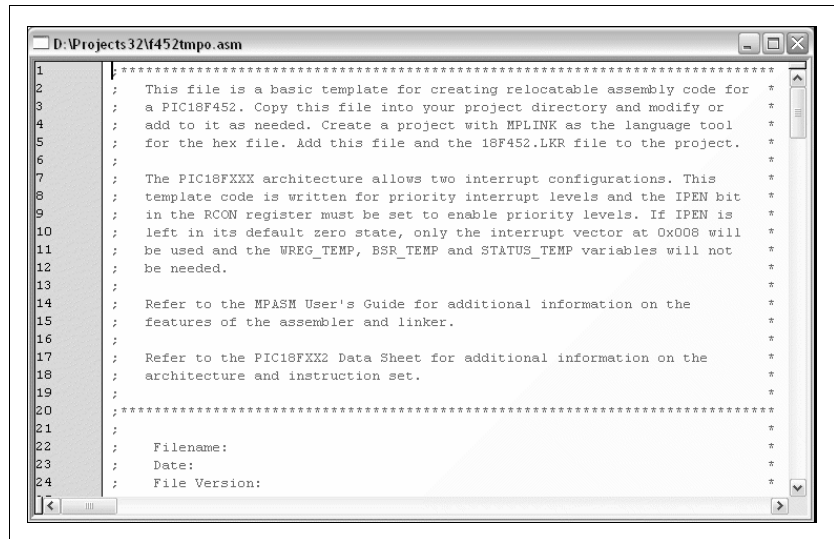 D:\Projects32\f452tmpo.asm
1 ;*******************************************************************************
2 ;   This file is a basic template for creating relocatable assembly code for  *
3 ;   a PIC18F452. Copy this file into your project directory and modify or     *
4 ;   add to it as needed. Create a project with MPLINK as the language tool    *
5 ;   for the hex file. Add this file and the 18F452.LKR file to the project.   *
6 ;                                                                             *
7 ;   The PIC18FXXX architecture allows two interrupt configurations. This      *
8 ;   template code is written for priority interrupt levels and the IPEN bit   *
9 ;   in the RCON register must be set to enable priority levels. If IPEN is    *
10 ;   left in its default zero state, only the interrupt vector at 0x008 will   *
11 ;   be used and the WREG_TEMP, BSR_TEMP and STATUS_TEMP variables will not    *
12 ;   be needed.                                                                *
13 ;                                                                             *
14 ;   Refer to the MPASM User's Guide for additional information on the         *
15 ;   features of the assembler and linker.                                     *
16 ;                                                                             *
17 ;   Refer to the PIC18FXX2 Data Sheet for additional information on the       *
18 ;   architecture and instruction set.                                         *
19 ;                                                                             *
20 ;*******************************************************************************
21 ;                                                                             *
22 ;    Filename:                                                                *
23 ;    Date:                                                                    *
24 ;    File Version:                                                            *